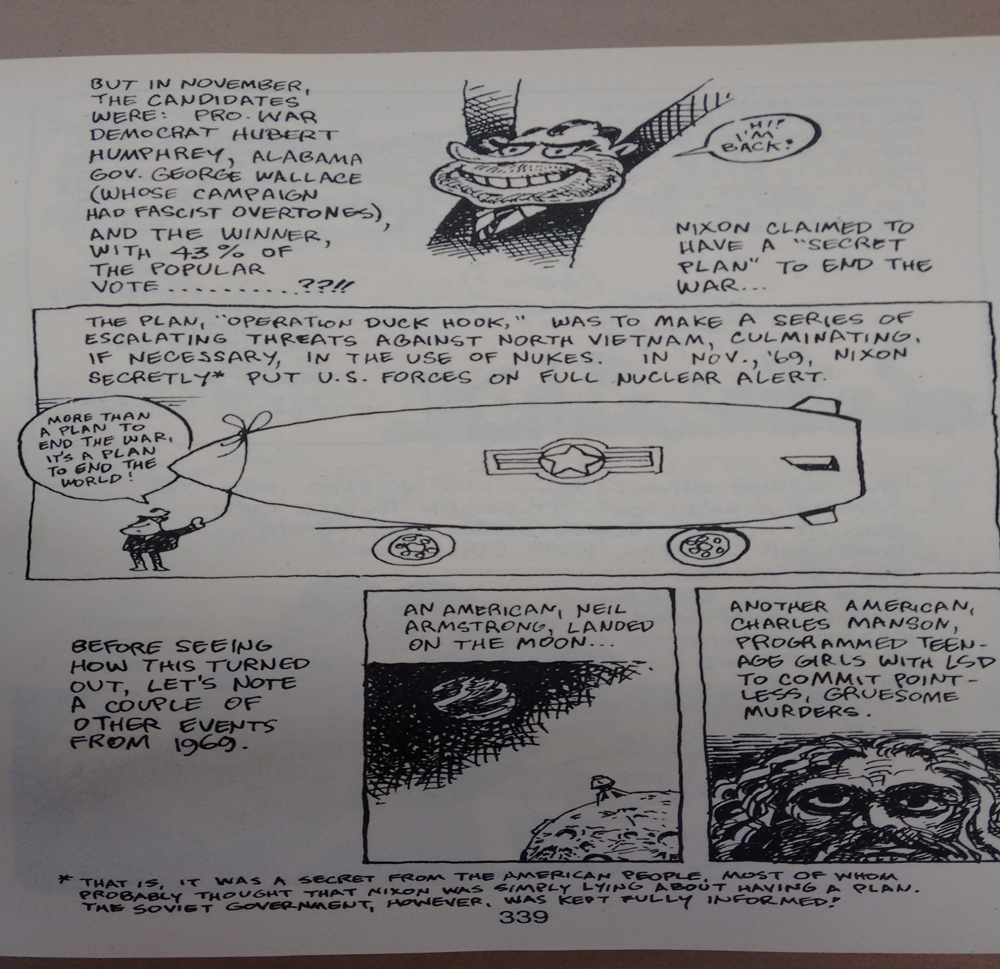 BUT IN NOVEMBER,
THE CANDIDATES
WERE: PRO-WAR
DEMOCRAT HUBERT
HUMPHREY, ALABAMA
GOV. GEORGE WALLACE
(WHOSE CAMPAIGN
HAD FASCIST OVERTONES),
AND THE WINNER,
WITH 43% OF
THE POPULAR
VOTE..........??!!
HI!
I'M
BACK!
NIXON CLAIMED TO
HAVE A "SECRET
PLAN" TO END THE
WAR...
THE PLAN, "OPERATION DUCK HOOK," WAS TO MAKE A SERIES OF
ESCALATING THREATS AGAINST NORTH VIETNAM, CULMINATING,
IF NECESSARY, IN THE USE OF NUKES. IN NOV., '69, NIXON
SECRETLY* PUT U.S. FORCES ON FULL NUCLEAR ALERT.
MORE THAN
A PLAN TO
END THE WAR,
IT'S A PLAN
TO END THE
WORLD!
BEFORE SEEING
HOW THIS TURNED
OUT, LET'S NOTE
A COUPLE OF
OTHER EVENTS
FROM 1969.
AN AMERICAN, NEIL
ARMSTRONG, LANDED
ON THE MOON...
ANOTHER AMERICAN,
CHARLES MANSON,
PROGRAMMED TEEN-
AGE GIRLS WITH LSD
TO COMMIT POINT-
LESS, GRUESOME
MURDERS.
* THAT IS, IT WAS A SECRET FROM THE AMERICAN PEOPLE, MOST OF WHOM
PROBABLY THOUGHT THAT NIXON WAS SIMPLY LYING ABOUT HAVING A PLAN.
THE SOVIET GOVERNMENT, HOWEVER, WAS KEPT FULLY INFORMED!
339